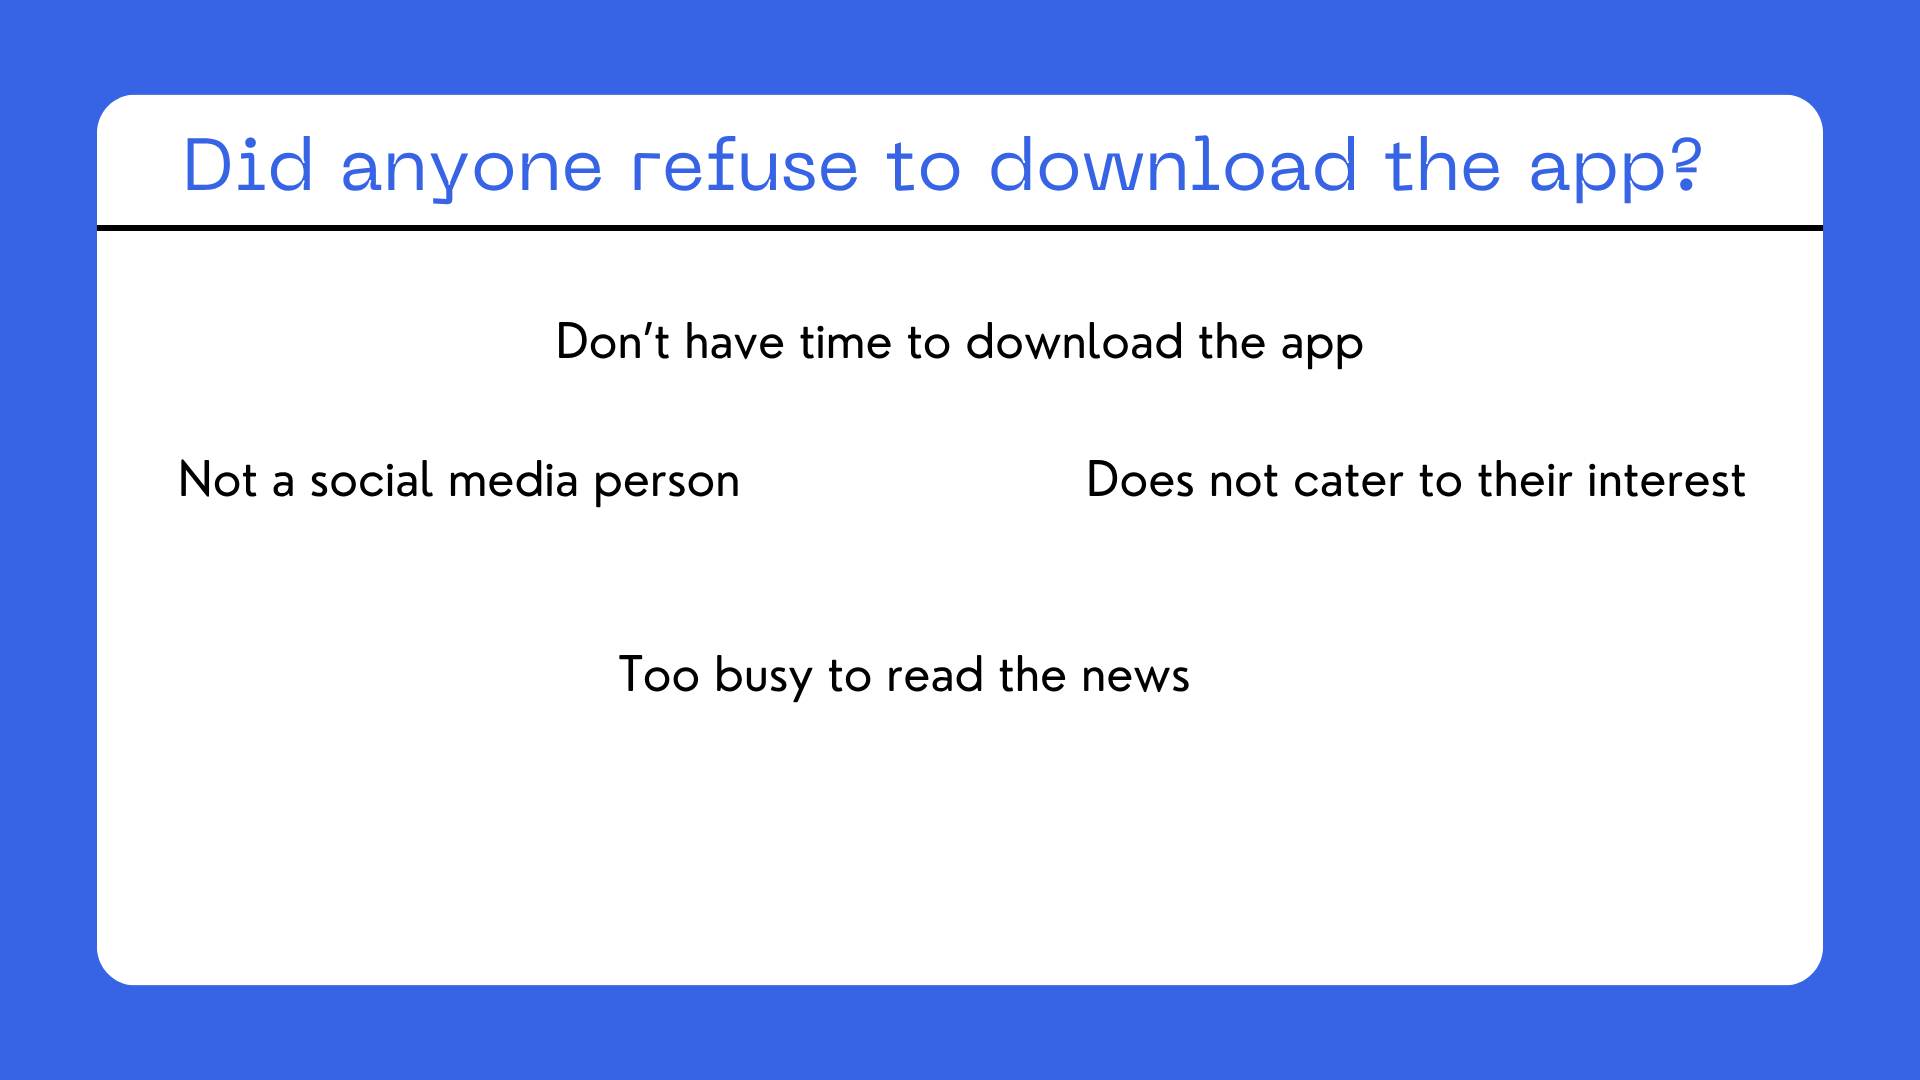 Did anyone refuse to download the app?
Don't have time to download the app
Not a social media person
Does not cater to their interest
Too busy to read the news